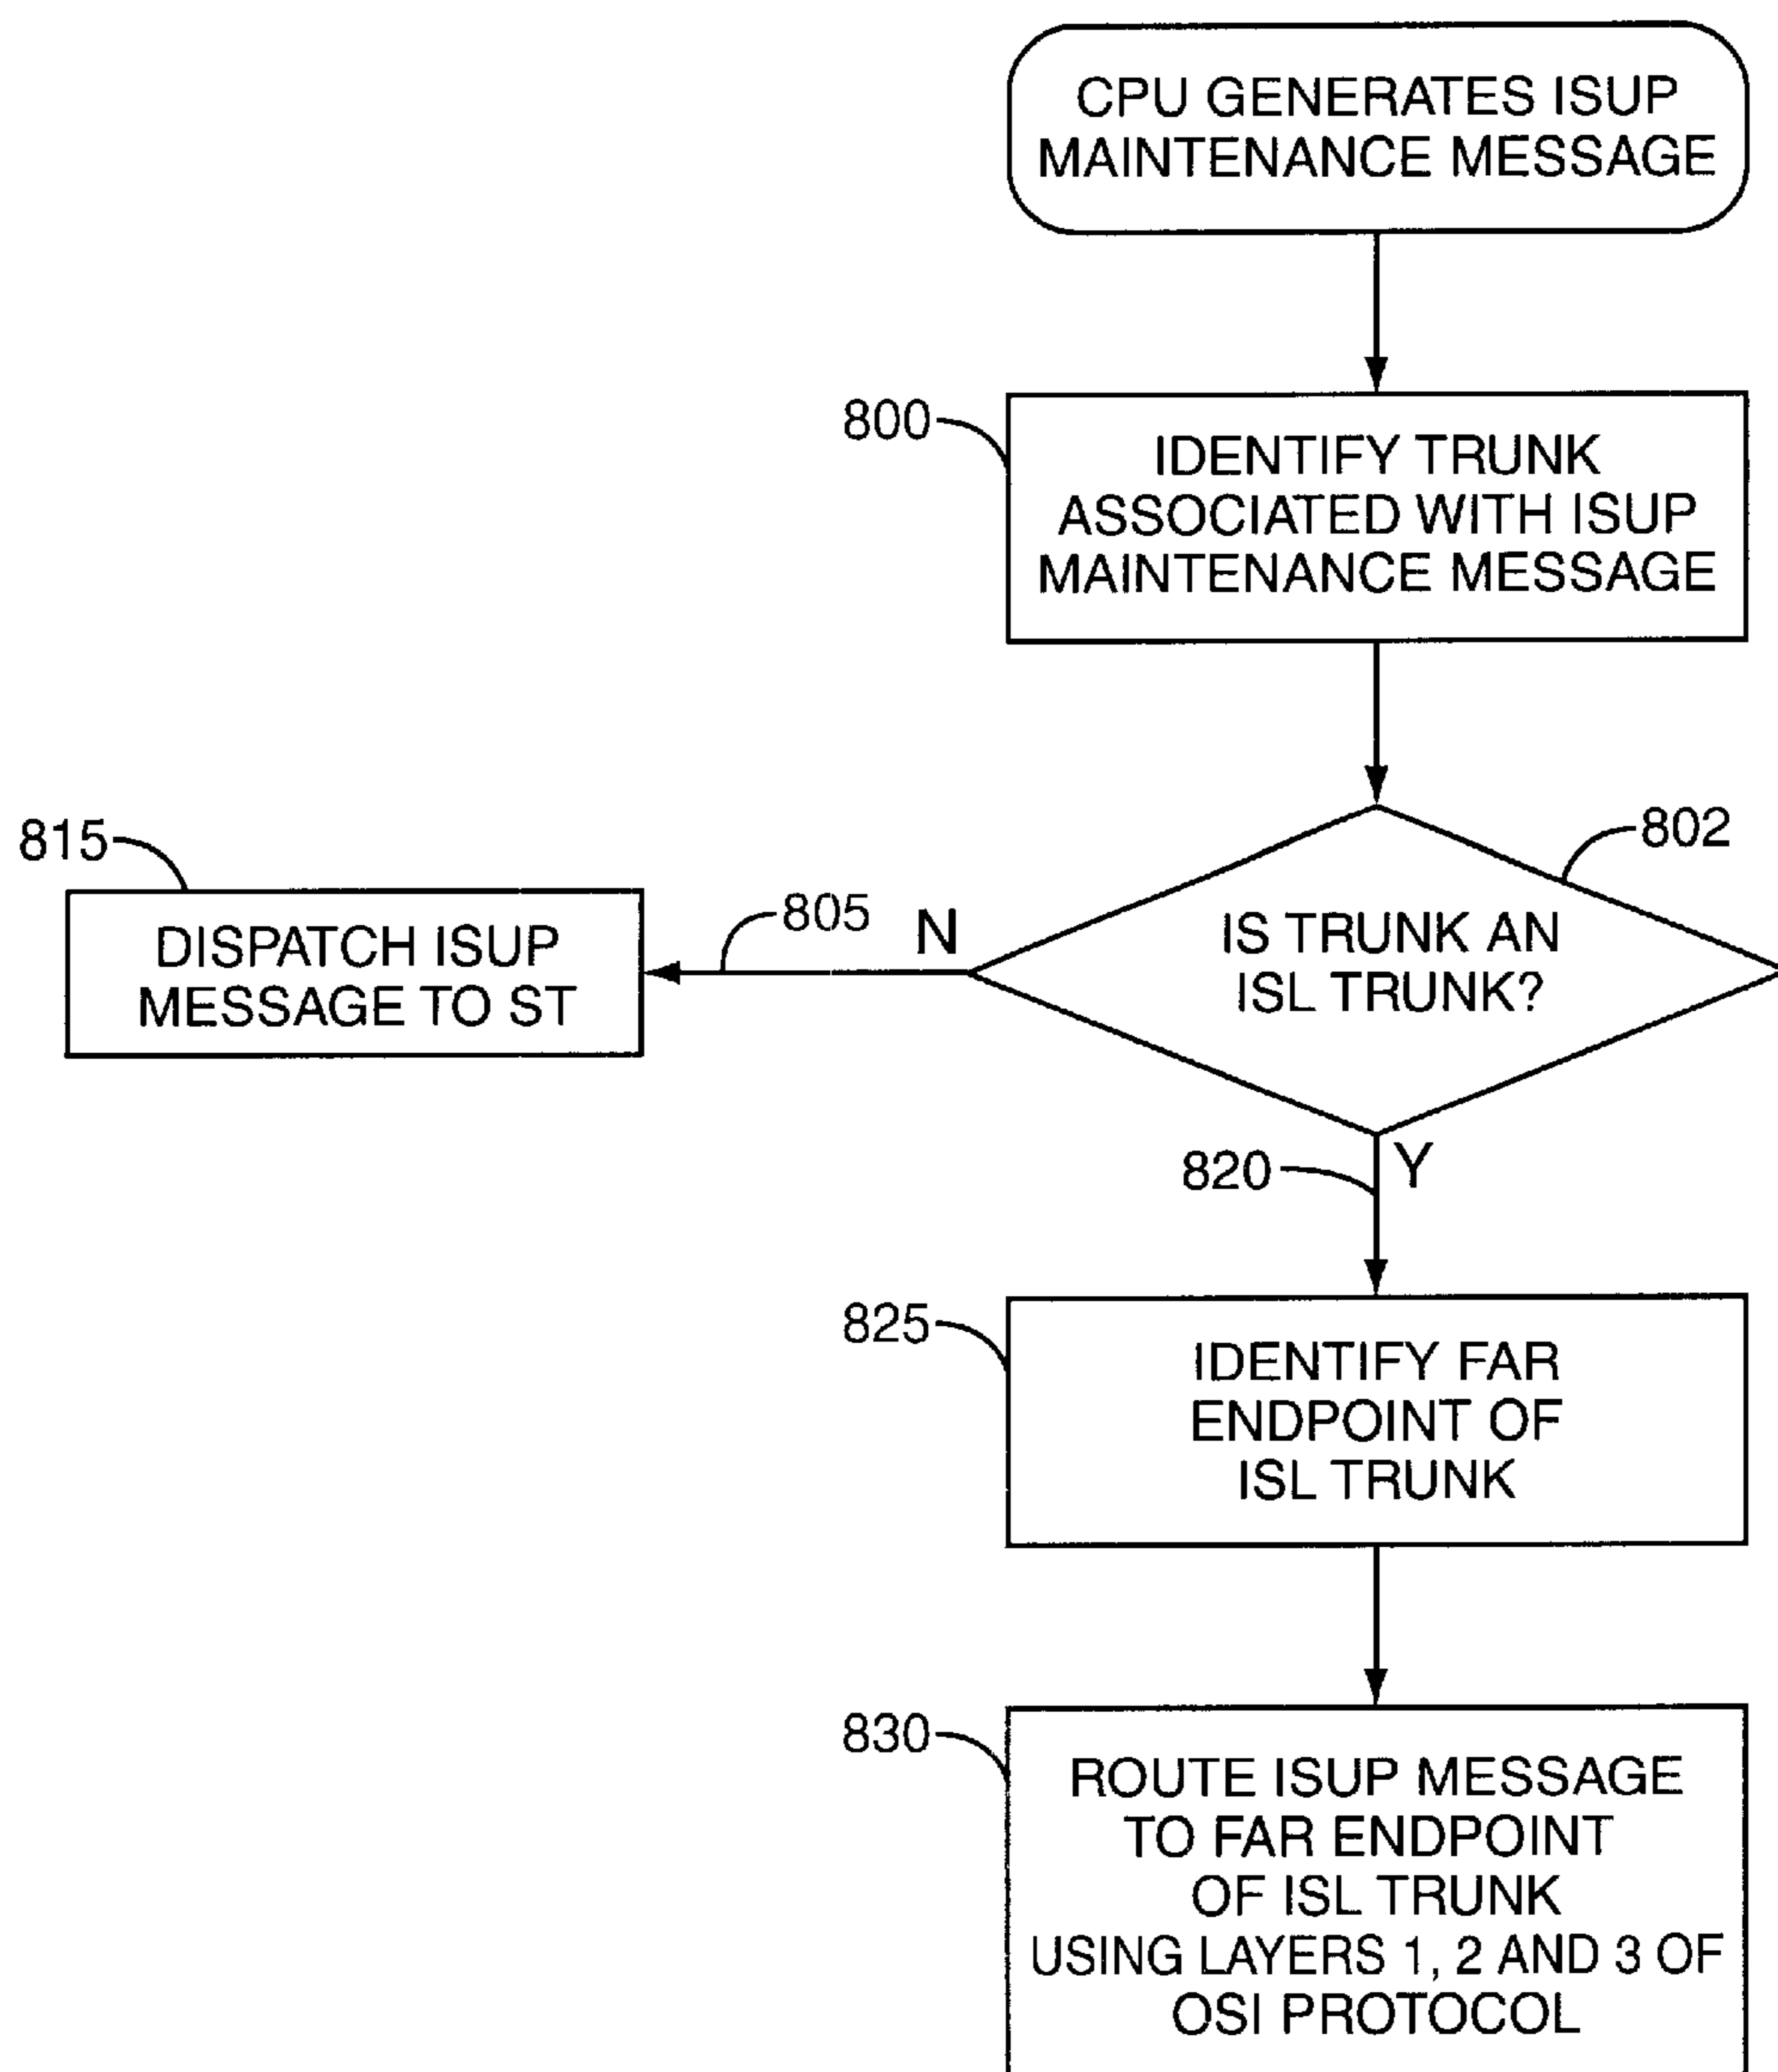 CPU GENERATES ISUP
MAINTENANCE MESSAGE
800
IDENTIFY TRUNK
ASSOCIATED WITH ISUP
MAINTENANCE MESSAGE
802
815
805
N
IS TRUNK AN
ISL TRUNK?
DISPATCH ISUP
MESSAGE TO ST
820
Y
825
IDENTIFY FAR
ENDPOINT OF
ISL TRUNK
830
ROUTE ISUP MESSAGE
TO FAR ENDPOINT
OF ISL TRUNK
USING LAYERS 1, 2 AND 3 OF
OSI PROTOCOL